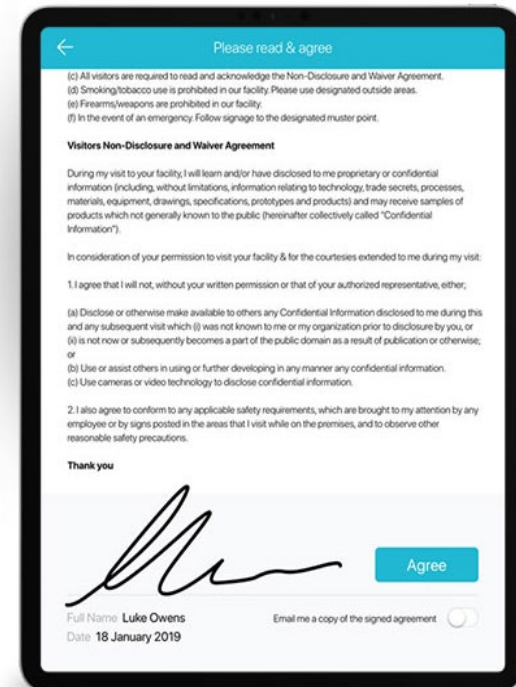 Please read & agree
(c) All visitors are required to read and acknowledge the Non-Disclosure and Waiver Agreement.
(d) Smoking/tobacco use is prohibited in our facility. Please use designated outside areas.
(e) Firearms/weapons are prohibited in our facility.
(f) In the event of an emergency. Follow signage to the designated muster point.
Visitors Non-Disclosure and Waiver Agreement
During my visit to your facility, I will learn and/or have disclosed to me proprietary or confidential
information (including, without limitations, information relating to technology, trade secrets, processes,
materials, equipment, drawings, specifications, prototypes and products) and may receive samples of
products which not generally known to the public (hereinafter collectively called "Confidential
Information").
In consideration of your permission to visit your facility & for the courtesies extended to me during my visit:
1. I agree that I will not, without your written permission or that of your authorized representative, either;
(a) Disclose or otherwise make available to others any Confidential Information disclosed to me during this
and any subsequent visit which (i) was not known to me or my organization prior to disclosure by you, or
(ii) is not now or subsequently becomes a part of the public domain as a result of publication or otherwise;
or
(b) Use or assist others in using or further developing in any manner any confidential information.
(c) Use cameras or video technology to disclose confidential information.
2. I also agree to conform to any applicable safety requirements, which are brought to my attention by any
employee or by signs posted in the areas that I visit while on the premises, and to observe other
reasonable safety precautions.
Thank you
Agree
Full Name Luke Owens
Email me a copy of the signed agreement
Date 18 January 2019